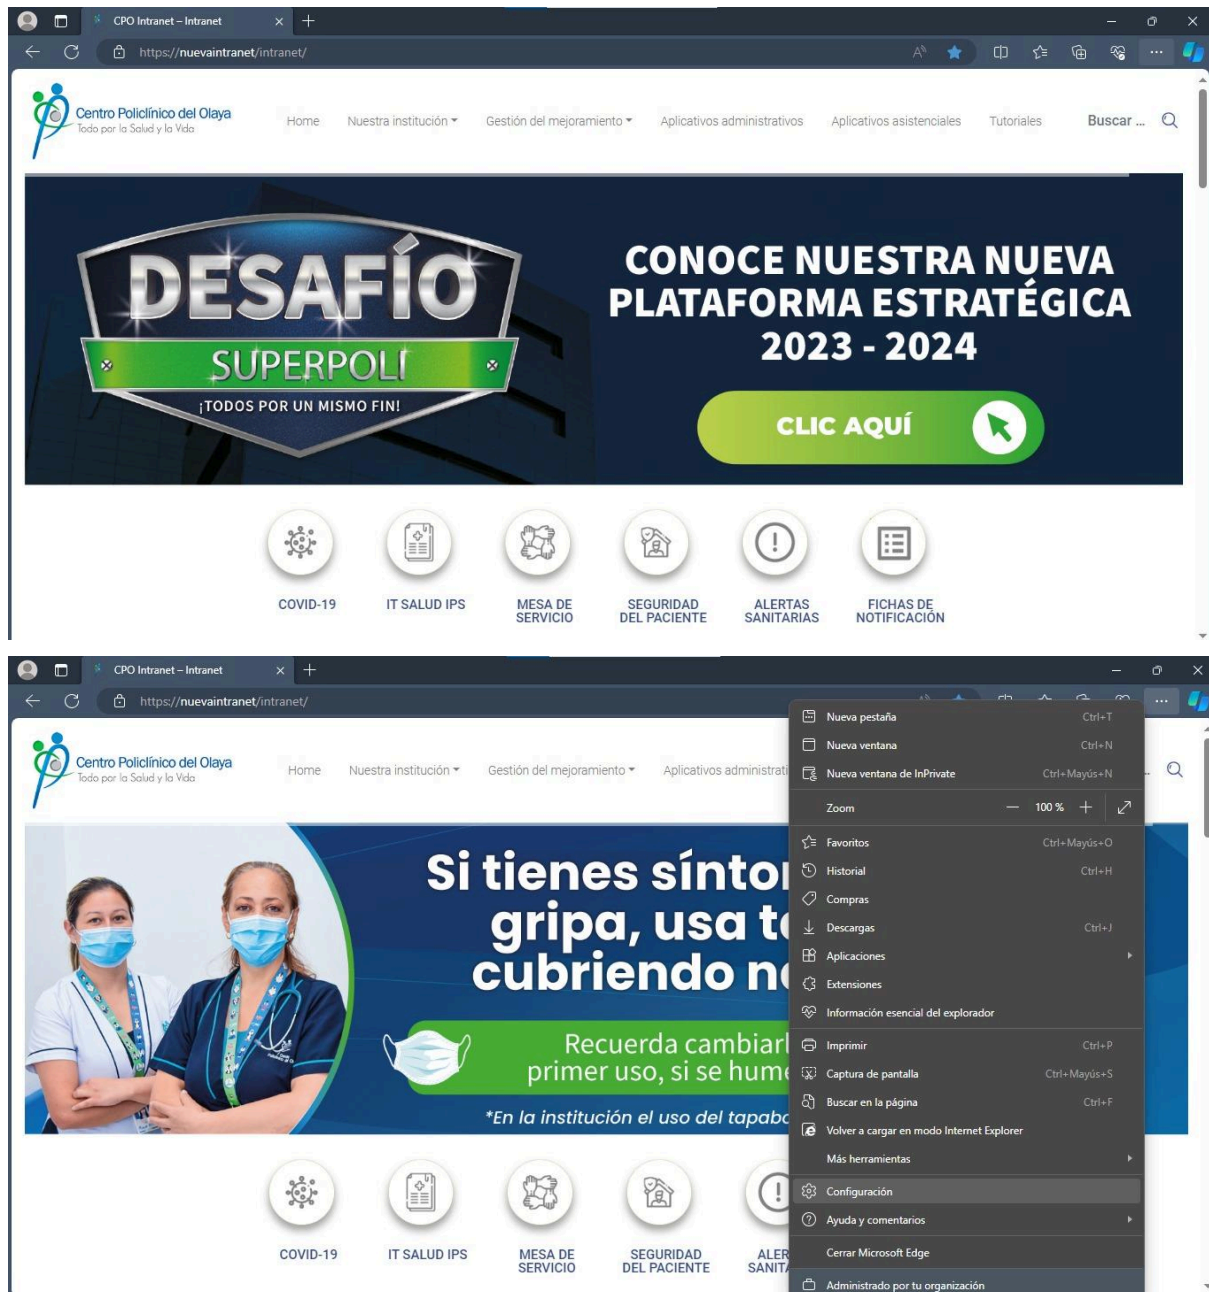 CPO Intranet – Intranet
https://nuevaintranet/intranet/
Centro Policlínico del Olaya
Todo por la Salud y la Vida
Home Nuestra institución Gestión del mejoramiento Aplicativos administrativos Aplicativos asistenciales Tutoriales Buscar ...
DESAFÍO
SUPERPOLI
¡TODOS POR UN MISMO FIN!
CONOCE NUESTRA NUEVA
PLATAFORMA ESTRATÉGICA
2023 - 2024
CLIC AQUÍ
COVID-19 IT SALUD IPS MESA DE SERVICIO SEGURIDAD DEL PACIENTE ALERTAS SANITARIAS FICHAS DE NOTIFICACIÓN
CPO Intranet – Intranet
https://nuevaintranet/intranet/
Centro Policlínico del Olaya
Todo por la Salud y la Vida
Home Nuestra institución Gestión del mejoramiento Aplicativos administrati
Si tienes sínto
gripa, usa t
cubriendo n
Recuerda cambiarl
primer uso, si se hume
*En la institución el uso del tapabo
COVID-19 IT SALUD IPS MESA DE SERVICIO SEGURIDAD DEL PACIENTE ALER SANITA
Nueva pestaña Ctrl+T
Nueva ventana Ctrl+N
Nueva ventana de InPrivate Ctrl+Mayús+N
Zoom — 100 % +
Favoritos Ctrl+Mayús+O
Historial Ctrl+H
Compras
Descargas Ctrl+J
Aplicaciones
Extensiones
Información esencial del explorador
Imprimir Ctrl+P
Captura de pantalla Ctrl+Mayús+S
Buscar en la página Ctrl+F
Volver a cargar en modo Internet Explorer
Más herramientas
Configuración
Ayuda y comentarios
Cerrar Microsoft Edge
Administrado por tu organización